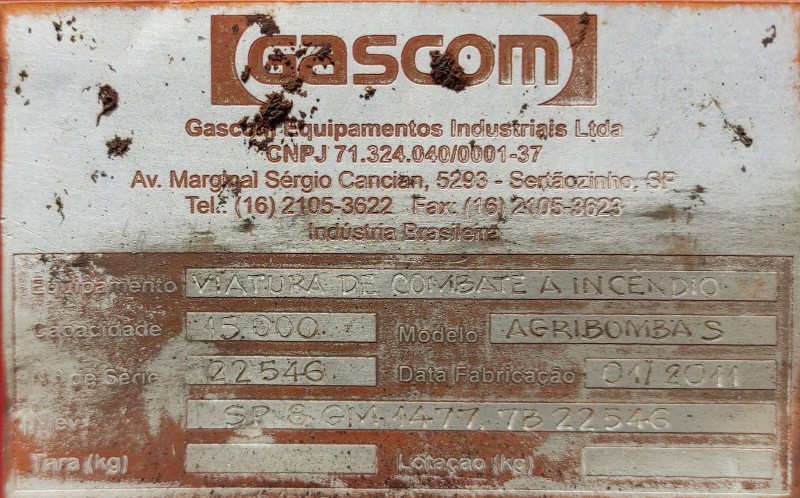 Gascom
Gascom Equipamentos Industriais Ltda
CNPJ 71.324.040/0001-37
Av. Marginal Sérgio Cancian, 5293 - Sertãozinho, SP
Tel.: (16) 2105-3622 Fax: (16) 2105-3623
Indústria Brasileira
Equipamento VIATURA DE COMBATE A INCÊNDIO
Capacidade 15.000 Modelo AGRIBOMBA S
Nº de Série 22546 Data Fabricação 01/2011
Niev SP & GM 1477, 7B 22546
Tara (kg) Lotação (kg)